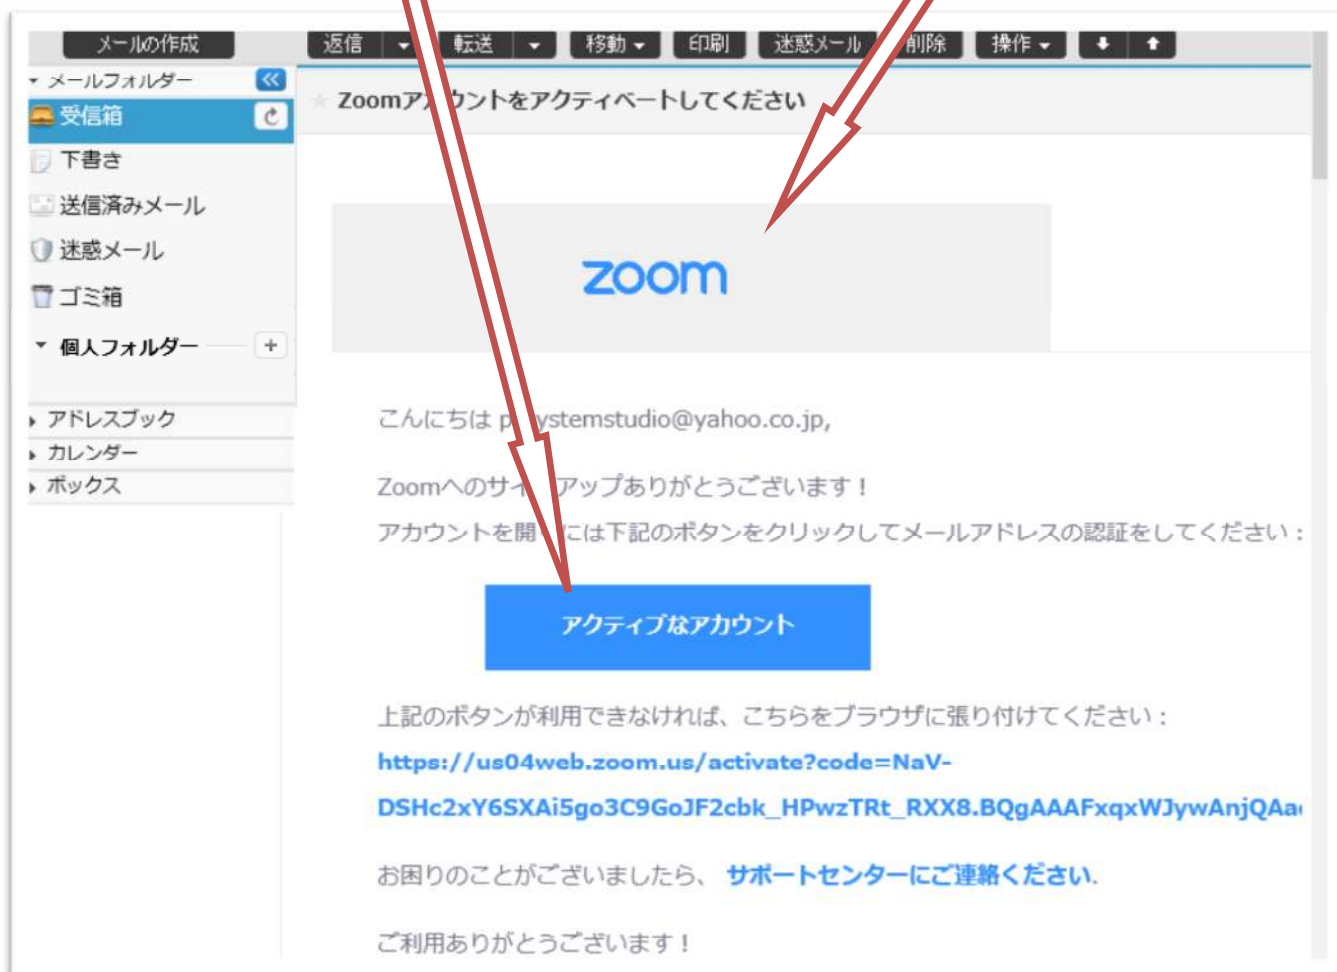 メールの作成
返信 転送 移動 印刷 迷惑メール 削除 操作
メールフォルダー
Zoomアカウントをアクティベートしてください
受信箱
下書き
送信済みメール
迷惑メール
ゴミ箱
個人フォルダー
アドレスブック
カレンダー
ボックス
zoom
こんにちは
Zoomへのサインアップありがとうございます！
アカウントを開くには下記のボタンをクリックしてメールアドレスの認証をしてください：
アクティブなアカウント
上記のボタンが利用できなければ、こちらをブラウザに張り付けてください：
https://us04web.zoom.us/activate?code=NaV-
DSHc2xY6SXAi5go3C9GoJF2cbk_HPwzTRt_RXX8.BQgAAAFxqxWJywAnjQAa
お困りのことがございましたら、 サポートセンターにご連絡ください.
ご利用ありがとうございます！